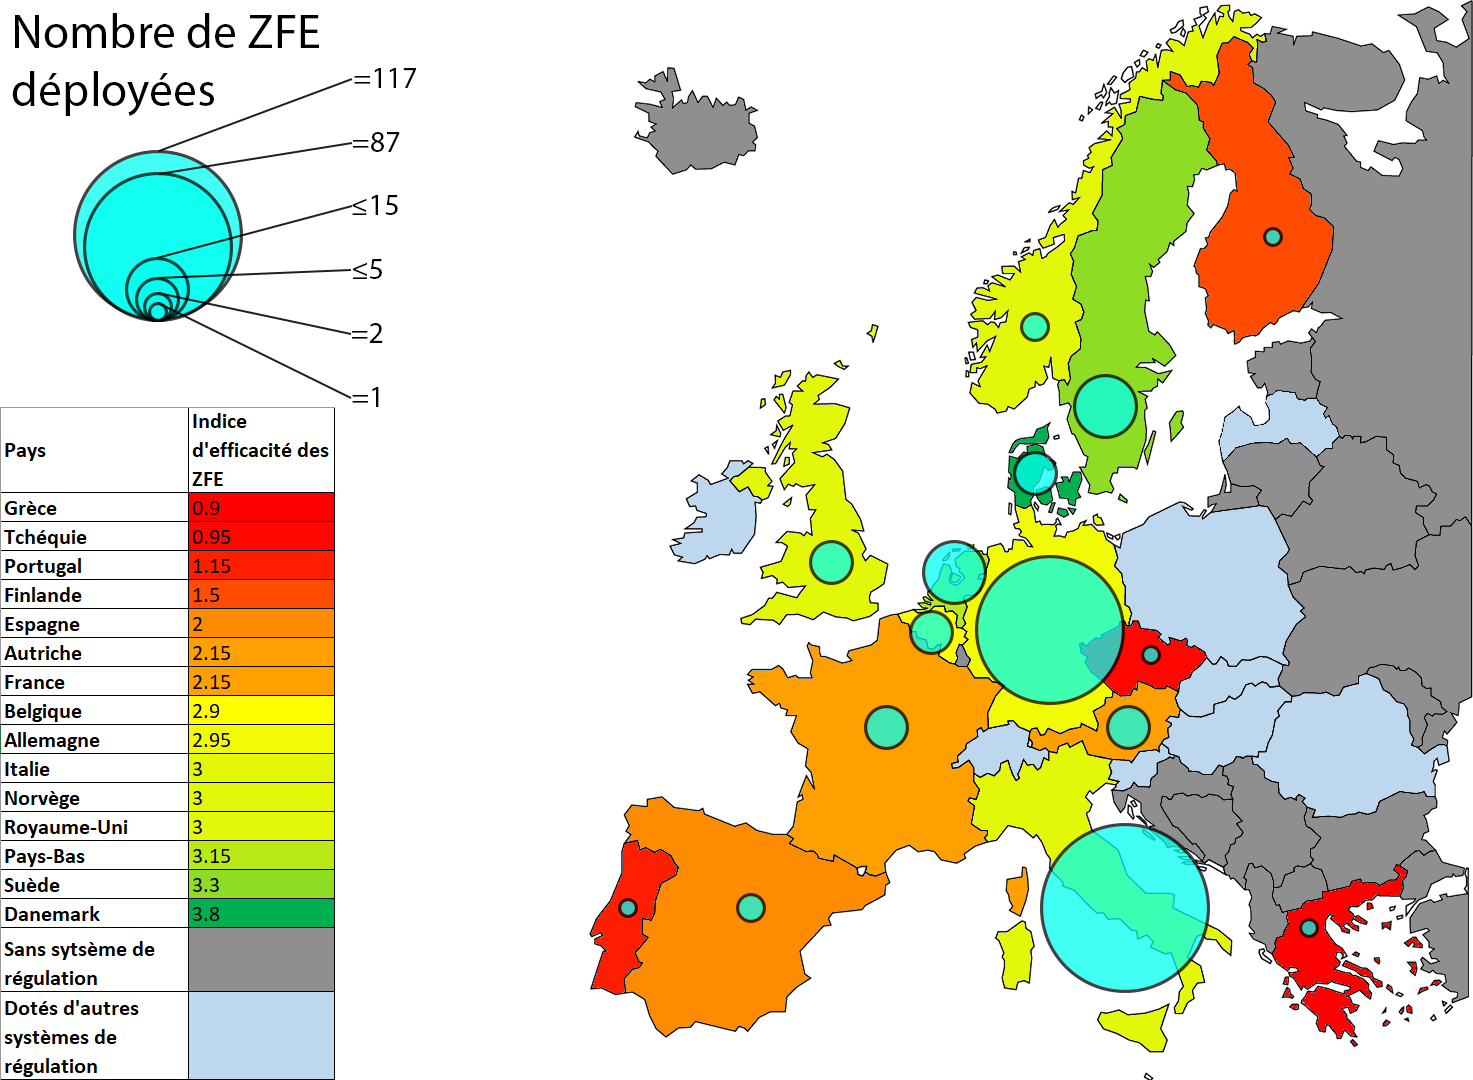 Nombre de ZFE
déployées
=117
=87
≤15
≤5
=2
=1
Pays
Indice
d'efficacité des
ZFE
Grèce 0.9
Tchéquie 0.95
Portugal 1.15
Finlande 1.5
Espagne 2
Autriche 2.15
France 2.15
Belgique 2.9
Allemagne 2.95
Italie 3
Norvège 3
Royaume-Uni 3
Pays-Bas 3.15
Suède 3.3
Danemark 3.8
Sans sytsème de
régulation
Dotés d'autres
systèmes de
régulation